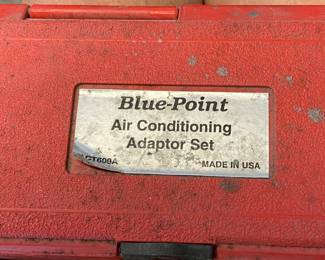 Blue-Point
Air Conditioning
Adaptor Set
MADE IN USA